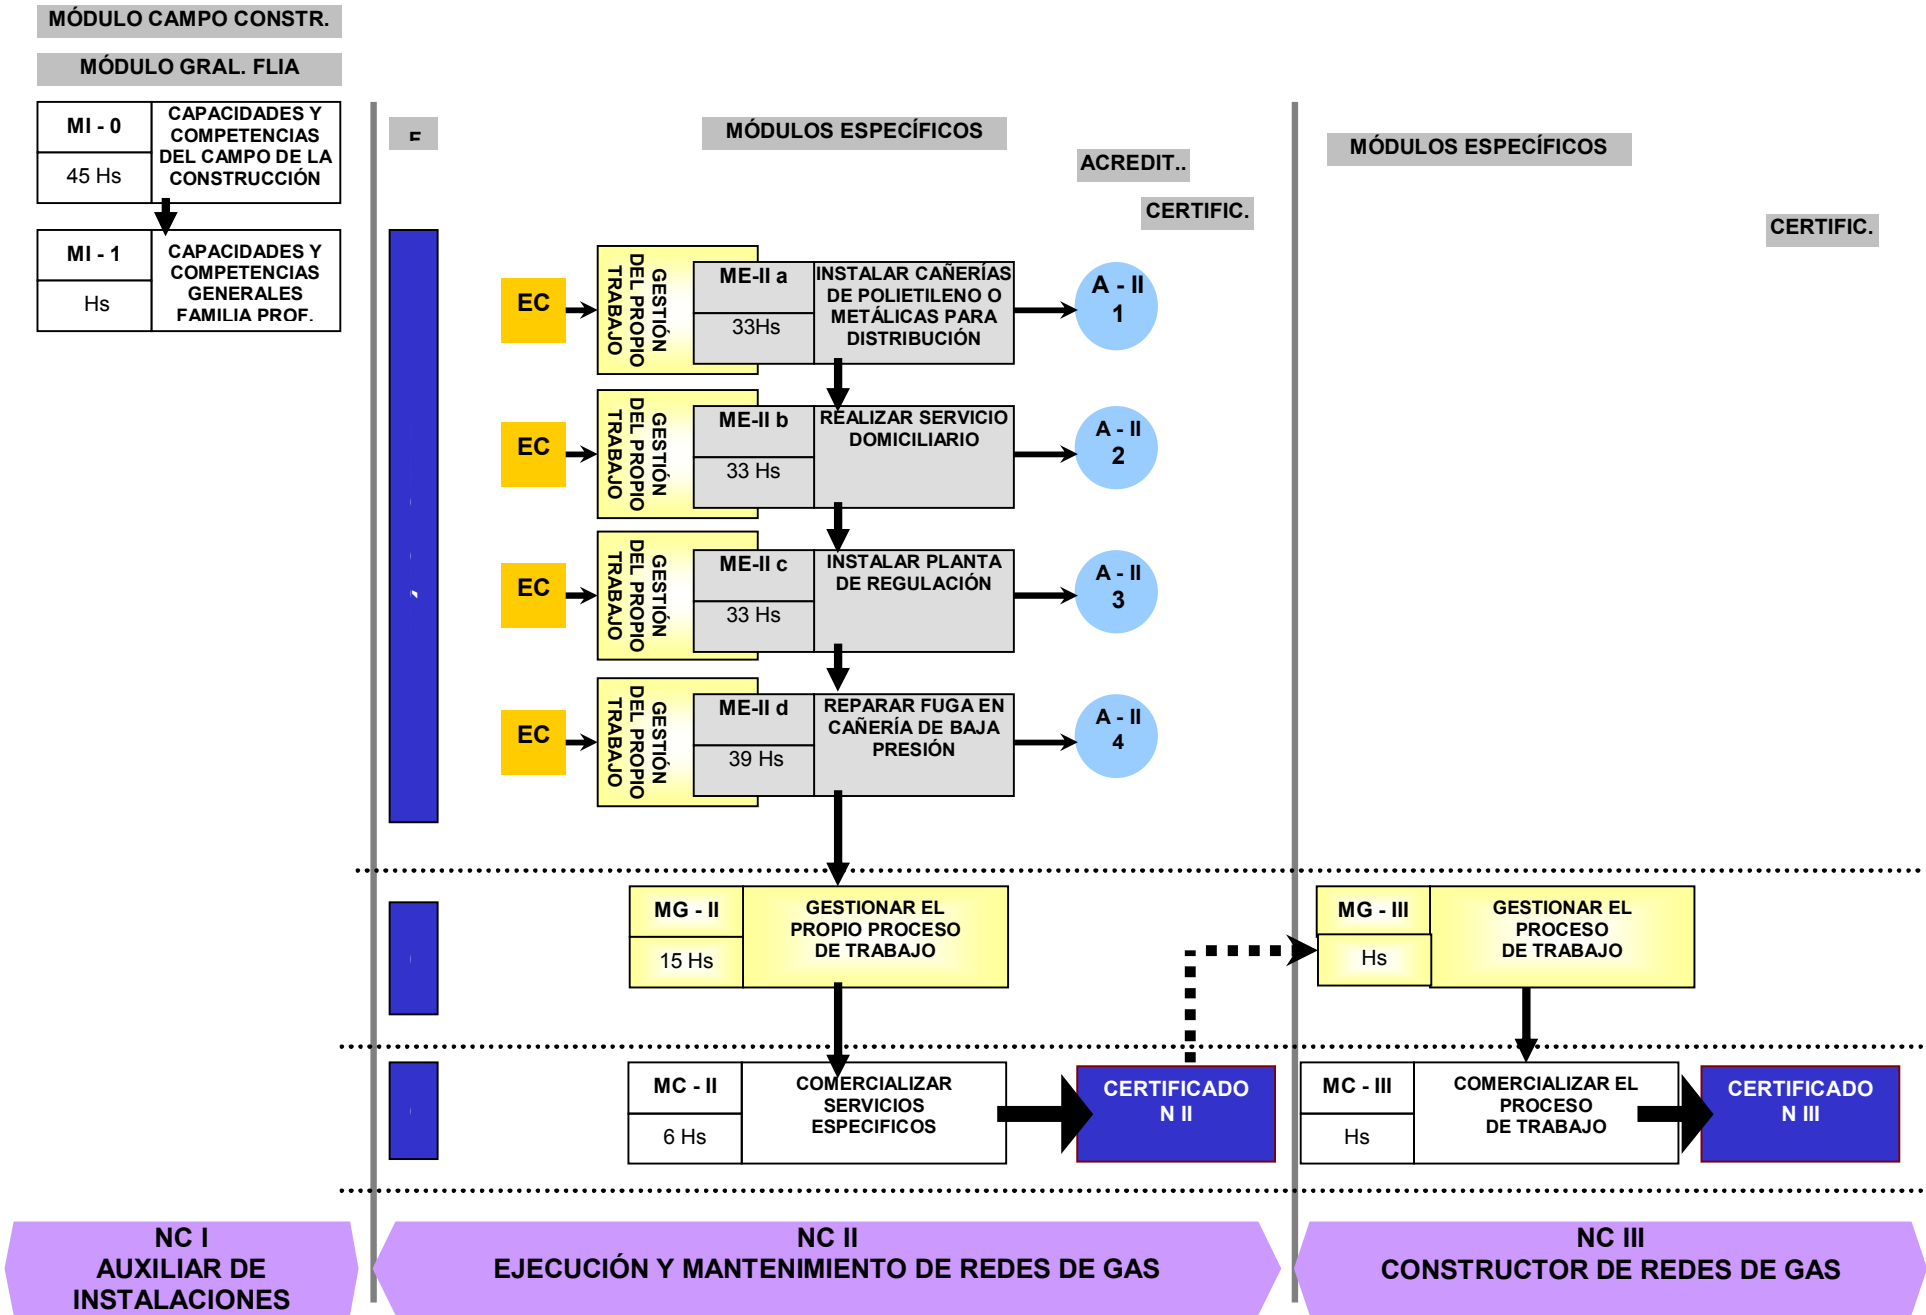 MÓDULO CAMPO CONSTR.
MÓDULO GRAL. FLIA
MI - 0
45 Hs
CAPACIDADES Y
COMPETENCIAS
DEL CAMPO DE LA
CONSTRUCCIÓN
MI - 1
Hs
CAPACIDADES Y
COMPETENCIAS
GENERALES
FAMILIA PROF.
MÓDULOS ESPECÍFICOS
ACREDIT..
CERTIFIC.
EC
GESTIÓN
DEL PROPIO
TRABAJO
ME-II a
33Hs
INSTALAR CAÑERÍAS
DE POLIETILENO O
METÁLICAS PARA
DISTRIBUCIÓN
A - II
1
EC
GESTIÓN
DEL PROPIO
TRABAJO
ME-II b
33 Hs
REALIZAR SERVICIO
DOMICILIARIO
A - II
2
EC
GESTIÓN
DEL PROPIO
TRABAJO
ME-II c
33 Hs
INSTALAR PLANTA
DE REGULACIÓN
A - II
3
EC
GESTIÓN
DEL PROPIO
TRABAJO
ME-II d
39 Hs
REPARAR FUGA EN
CAÑERÍA DE BAJA
PRESIÓN
A - II
4
MG - II
15 Hs
GESTIONAR EL
PROPIO PROCESO
DE TRABAJO
MC - II
6 Hs
COMERCIALIZAR
SERVICIOS
ESPECIFICOS
CERTIFICADO
N II
MÓDULOS ESPECÍFICOS
CERTIFIC.
MG - III
Hs
GESTIONAR EL
PROCESO
DE TRABAJO
MC - III
Hs
COMERCIALIZAR EL
PROCESO
DE TRABAJO
CERTIFICADO
N III
NC I
AUXILIAR DE
INSTALACIONES
NC II
EJECUCIÓN Y MANTENIMIENTO DE REDES DE GAS
NC III
CONSTRUCTOR DE REDES DE GAS